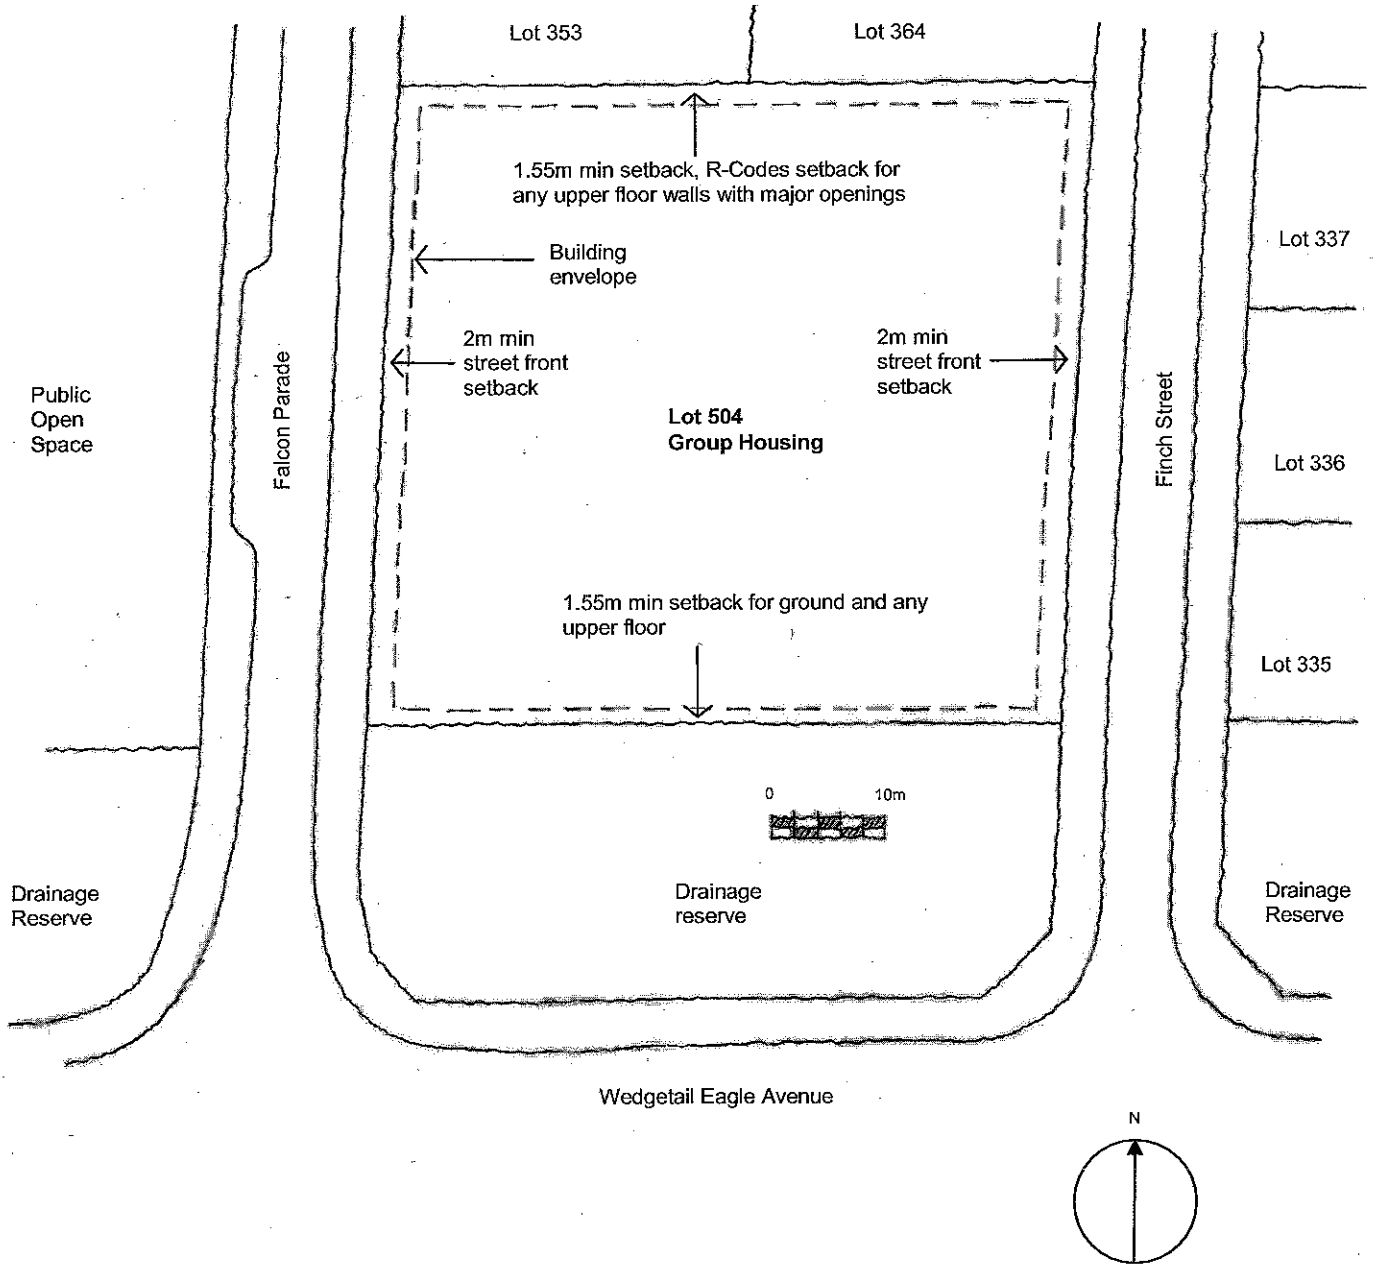 Lot 353
Lot 364
1.55m min setback, R-Codes setback for
any upper floor walls with major openings
Lot 337
Building
envelope
2m min
street front
setback
2m min
street front
setback
Public
Open
Space
Falcon Parade
Lot 504
Group Housing
Finch Street
Lot 336
1.55m min setback for ground and any
upper floor
Lot 335
0
10m
Drainage
Reserve
Drainage
reserve
Drainage
Reserve
Wedgetail Eagle Avenue
N